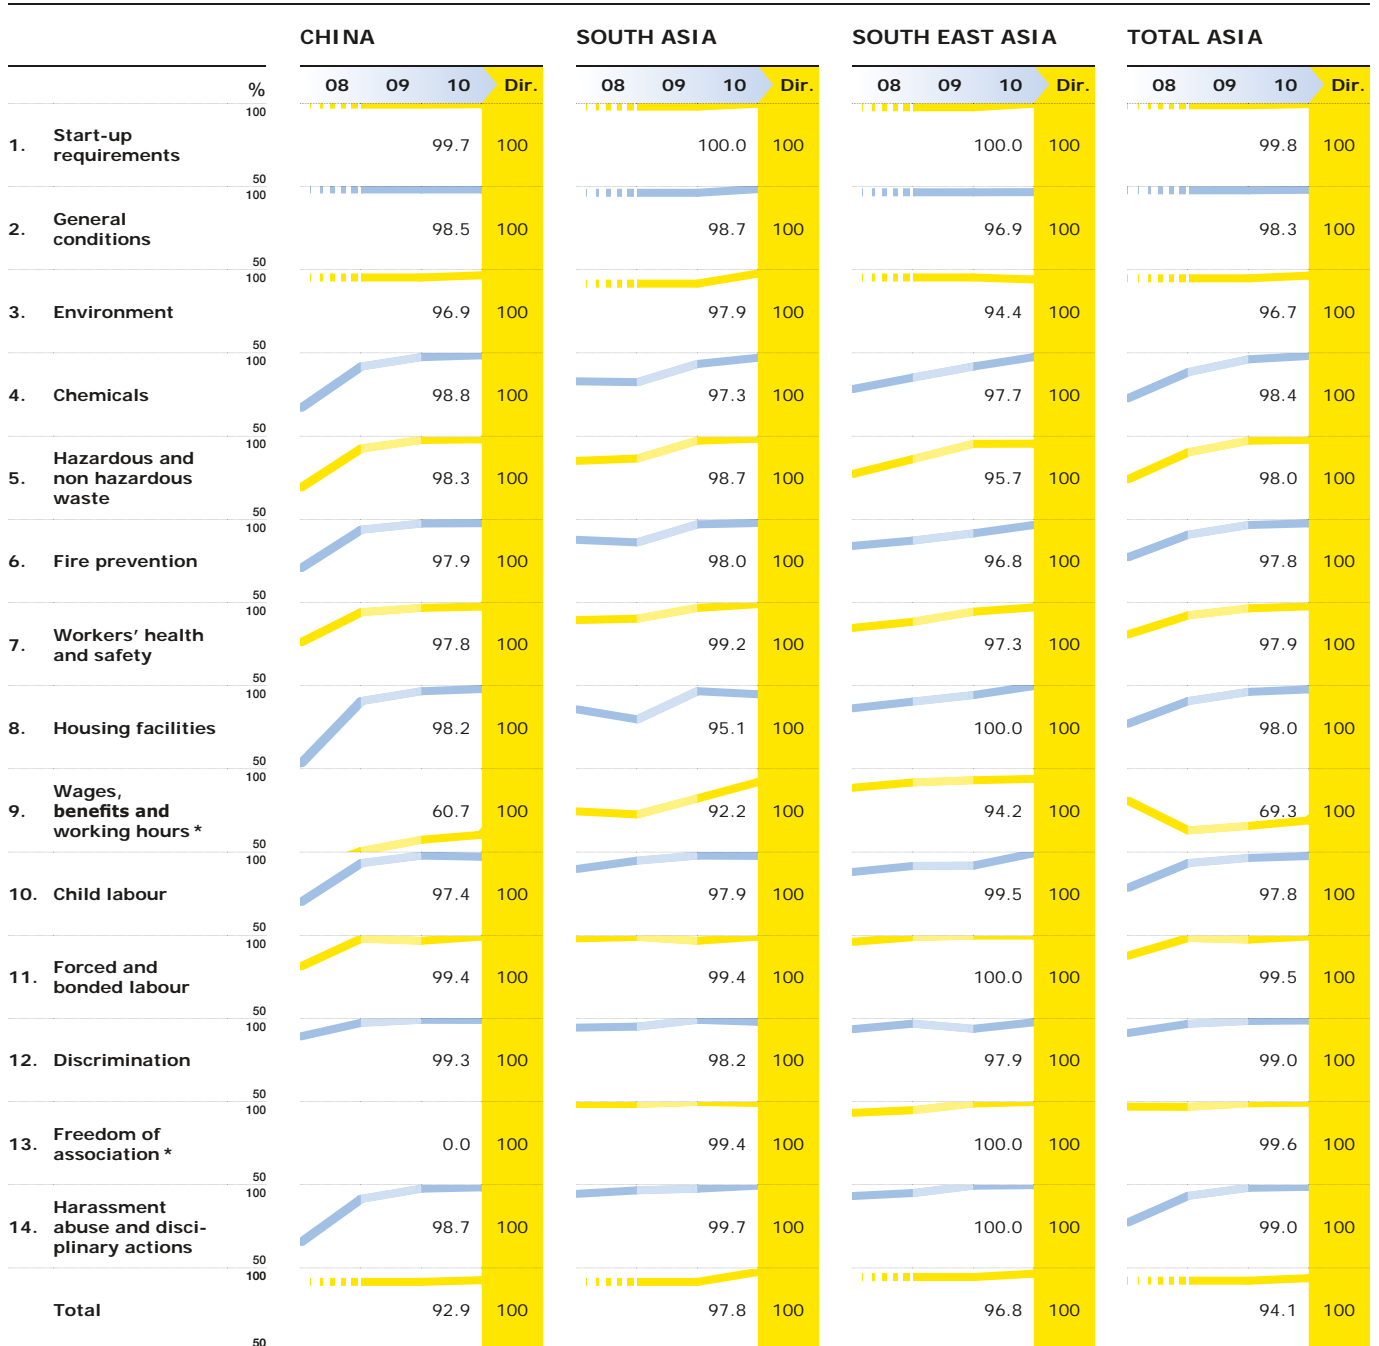 CHINA SOUTH ASIA SOUTH EAST ASIA TOTAL ASIA
% 08 09 10 Dir. 08 09 10 Dir. 08 09 10 Dir. 08 09 10 Dir.
100
1. Start-up requirements 99.7 100 100.0 100 100.0 100 99.8 100
50
100
2. General conditions 98.5 100 98.7 100 96.9 100 98.3 100
50
100
3. Environment 96.9 100 97.9 100 94.4 100 96.7 100
50
100
4. Chemicals 98.8 100 97.3 100 97.7 100 98.4 100
50
100
5. Hazardous and non hazardous waste 98.3 100 98.7 100 95.7 100 98.0 100
50
100
6. Fire prevention 97.9 100 98.0 100 96.8 100 97.8 100
50
100
7. Workers' health and safety 97.8 100 99.2 100 97.3 100 97.9 100
50
100
8. Housing facilities 98.2 100 95.1 100 100.0 100 98.0 100
50
100
9. Wages, benefits and working hours * 60.7 100 92.2 100 94.2 100 69.3 100
50
100
10. Child labour 97.4 100 97.9 100 99.5 100 97.8 100
50
100
11. Forced and bonded labour 99.4 100 99.4 100 100.0 100 99.5 100
50
100
12. Discrimination 99.3 100 98.2 100 97.9 100 99.0 100
50
100
13. Freedom of association * 0.0 100 99.4 100 100.0 100 99.6 100
50
100
14. Harassment abuse and disci-plinary actions 98.7 100 99.7 100 100.0 100 99.0 100
50
100
Total 92.9 100 97.8 100 96.8 100 94.1 100
50